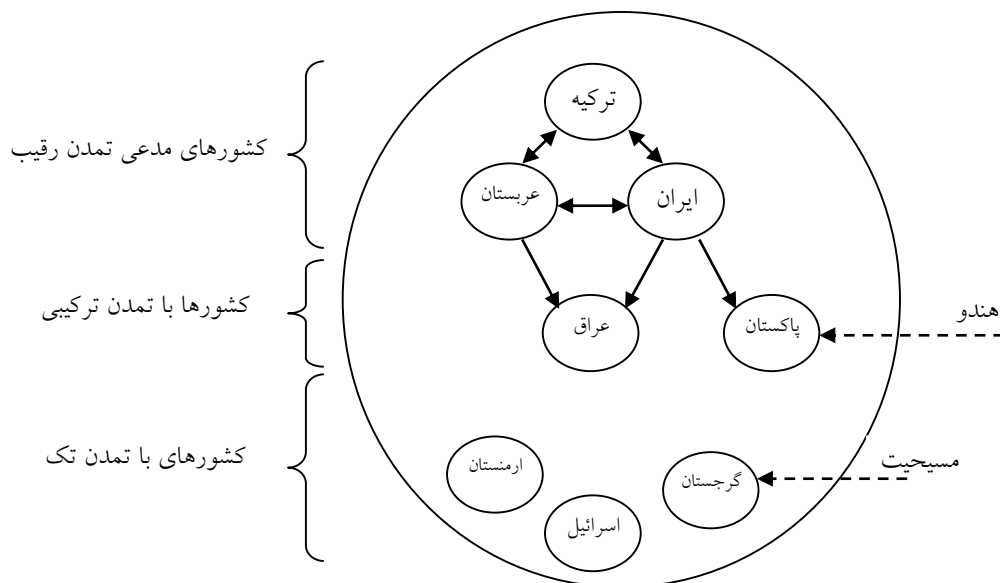 ترکیه
کشورهای مدعی تمدن رقیب
ایران
عربستان
هندو
کشورها با تمدن ترکیبی
پاکستان
عراق
مسیحیت
کشورهای با تمدن تک
ارمنستان
گرجستان
اسرائیل